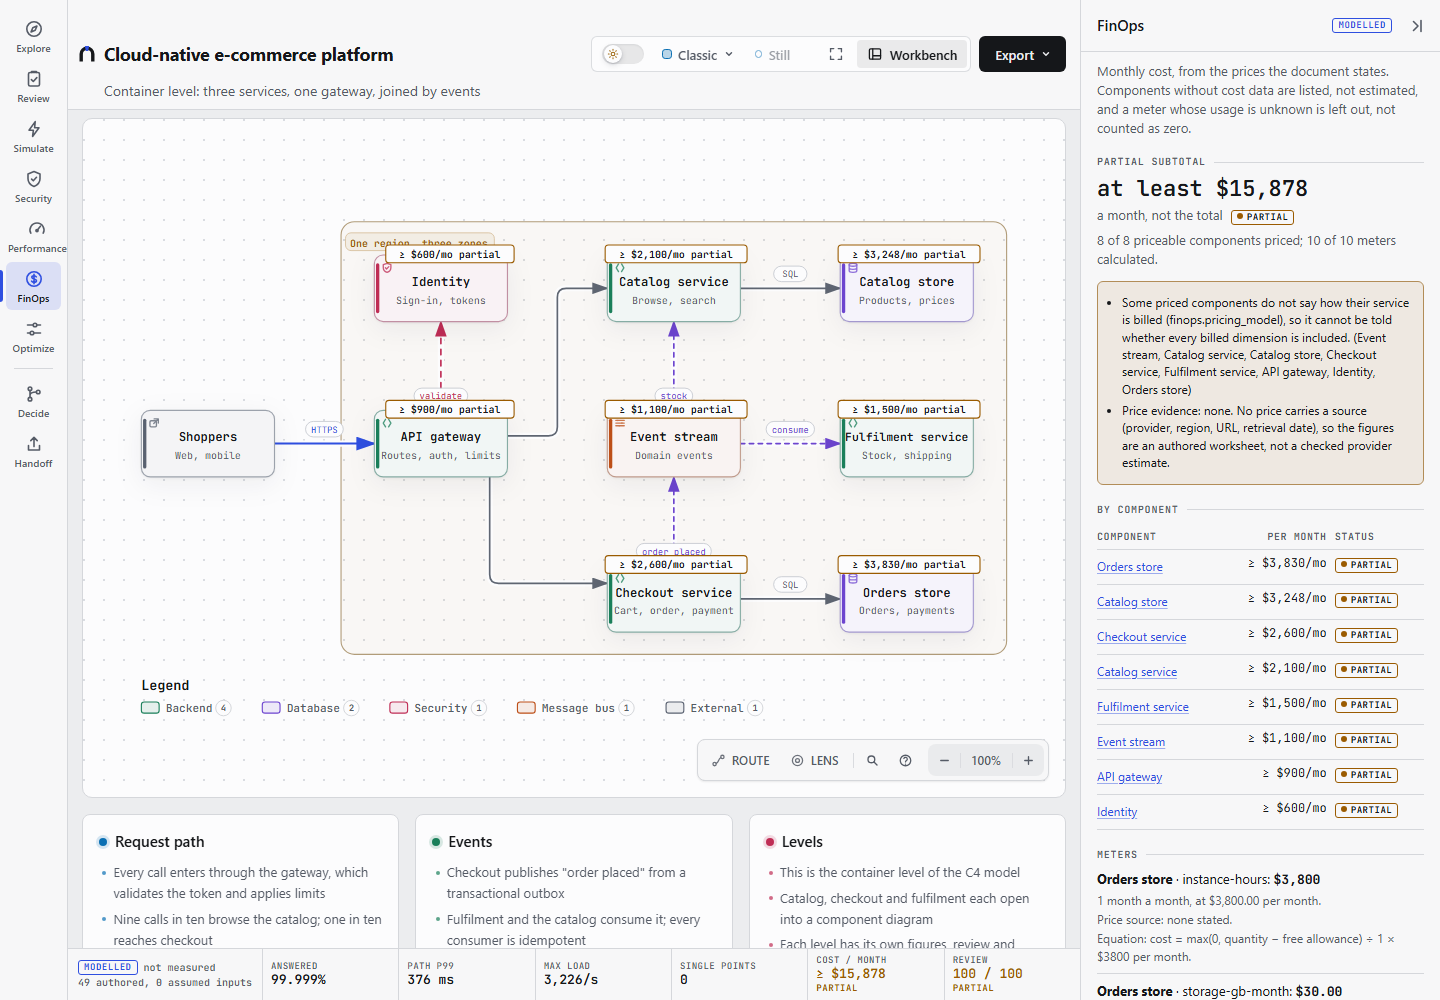 Explore
Review
Simulate
Security
Performance
FinOps
Optimize
Decide
Handoff
Cloud-native e-commerce platform
Classic
Still
Workbench
Export
Container level: three services, one gateway, joined by events
One region, three zones
≥ $600/mo partial
Identity
Sign-in, tokens
≥ $2,100/mo partial
Catalog service
Browse, search
SQL
≥ $3,248/mo partial
Catalog store
Products, prices
validate
stock
Shoppers
Web, mobile
HTTPS
≥ $900/mo partial
API gateway
Routes, auth, limits
≥ $1,100/mo partial
Event stream
Domain events
consume
≥ $1,500/mo partial
Fulfilment service
Stock, shipping
order placed
≥ $2,600/mo partial
Checkout service
Cart, order, payment
SQL
≥ $3,830/mo partial
Orders store
Orders, payments
Legend
Backend 4
Database 2
Security 1
Message bus 1
External 1
ROUTE
LENS
100%
Request path
Every call enters through the gateway, which
validates the token and applies limits
Nine calls in ten browse the catalog; one in ten
reaches checkout
Events
Checkout publishes "order placed" from a
transactional outbox
Fulfilment and the catalog consume it; every
consumer is idempotent
Levels
This is the container level of the C4 model
Catalog, checkout and fulfilment each open
into a component diagram
Each level has its own figures, review and
MODELLED not measured
49 authored, 0 assumed inputs
ANSWERED
99.999%
PATH P99
376 ms
MAX LOAD
3,226/s
SINGLE POINTS
0
COST / MONTH
≥ $15,878
PARTIAL
REVIEW
100 / 100
PARTIAL
FinOps
MODELLED
Monthly cost, from the prices the document states.
Components without cost data are listed, not estimated,
and a meter whose usage is unknown is left out, not
counted as zero.
PARTIAL SUBTOTAL
at least $15,878
a month, not the total PARTIAL
8 of 8 priceable components priced; 10 of 10 meters
calculated.
Some priced components do not say how their service
is billed (finops.pricing_model), so it cannot be told
whether every billed dimension is included. (Event
stream, Catalog service, Catalog store, Checkout
service, Fulfilment service, API gateway, Identity,
Orders store)
Price evidence: none. No price carries a source
(provider, region, URL, retrieval date), so the figures
are an authored worksheet, not a checked provider
estimate.
BY COMPONENT
COMPONENT PER MONTH STATUS
Orders store ≥ $3,830/mo PARTIAL
Catalog store ≥ $3,248/mo PARTIAL
Checkout service ≥ $2,600/mo PARTIAL
Catalog service ≥ $2,100/mo PARTIAL
Fulfilment service ≥ $1,500/mo PARTIAL
Event stream ≥ $1,100/mo PARTIAL
API gateway ≥ $900/mo PARTIAL
Identity ≥ $600/mo PARTIAL
METERS
Orders store · instance-hours: $3,800
1 month a month, at $3,800.00 per month.
Price source: none stated.
Equation: cost = max(0, quantity − free allowance) ÷ 1 ×
$3800 per month.
Orders store · storage-gb-month: $30.00